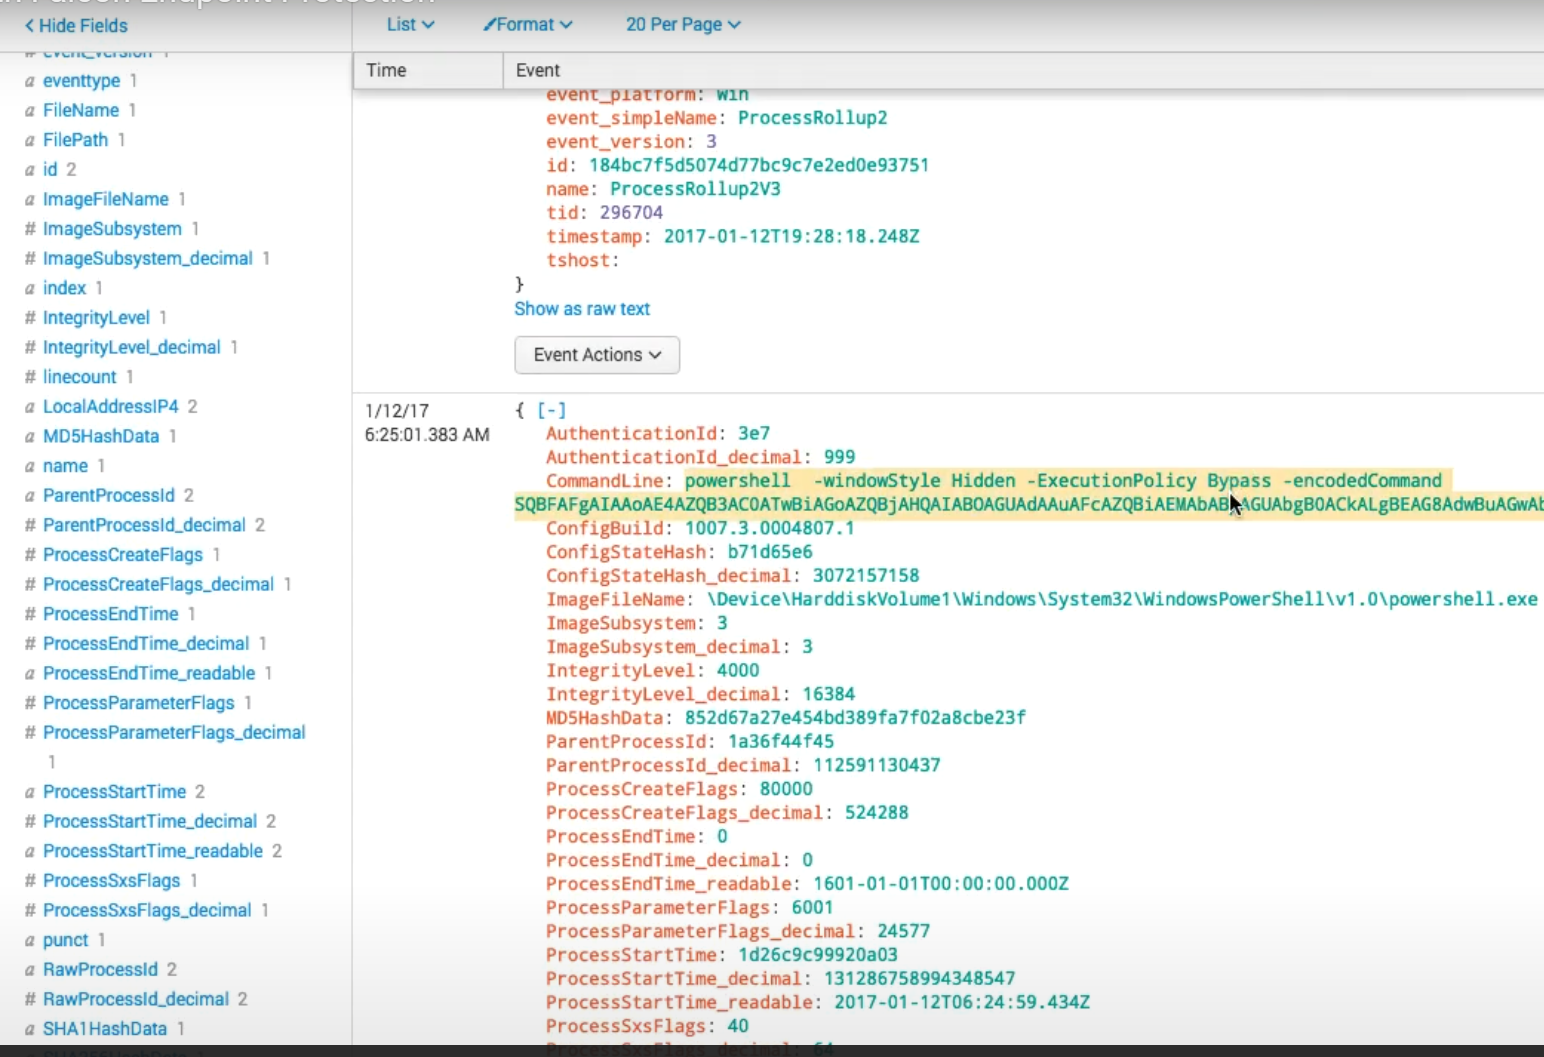 Falcon Endpoint Protection
Hide Fields
List
Format
20 Per Page
# event_version 1
a eventtype 1
a FileName 1
a FilePath 1
a id 2
a ImageFileName 1
# ImageSubsystem 1
# ImageSubsystem_decimal 1
a index 1
# IntegrityLevel 1
# IntegrityLevel_decimal 1
# linecount 1
a LocalAddressIP4 2
a MD5HashData 1
a name 1
a ParentProcessId 2
# ParentProcessId_decimal 2
# ProcessCreateFlags 1
# ProcessCreateFlags_decimal 1
# ProcessEndTime 1
# ProcessEndTime_decimal 1
a ProcessEndTime_readable 1
# ProcessParameterFlags 1
# ProcessParameterFlags_decimal
1
a ProcessStartTime 2
# ProcessStartTime_decimal 2
a ProcessStartTime_readable 2
# ProcessSxsFlags 1
# ProcessSxsFlags_decimal 1
a punct 1
a RawProcessId 2
# RawProcessId_decimal 2
a SHA1HashData 1
Time
Event
event_platform: Win
event_simpleName: ProcessRollup2
event_version: 3
id: 184bc7f5d5074d77bc9c7e2ed0e93751
name: ProcessRollup2V3
tid: 296704
timestamp: 2017-01-12T19:28:18.248Z
tshost:
}
Show as raw text
Event Actions
1/12/17
6:25:01.383 AM
{ [-]
AuthenticationId: 3e7
AuthenticationId_decimal: 999
CommandLine: powershell -windowStyle Hidden -ExecutionPolicy Bypass -encodedCommand
ConfigBuild: 1007.3.0004807.1
ConfigStateHash: b71d65e6
ConfigStateHash_decimal: 3072157158
ImageFileName: \Device\HarddiskVolume1\Windows\System32\WindowsPowerShell\v1.0\powershell.exe
ImageSubsystem: 3
ImageSubsystem_decimal: 3
IntegrityLevel: 4000
IntegrityLevel_decimal: 16384
MD5HashData: 852d67a27e454bd389fa7f02a8cbe23f
ParentProcessId: 1a36f44f45
ParentProcessId_decimal: 112591130437
ProcessCreateFlags: 80000
ProcessCreateFlags_decimal: 524288
ProcessEndTime: 0
ProcessEndTime_decimal: 0
ProcessEndTime_readable: 1601-01-01T00:00:00.000Z
ProcessParameterFlags: 6001
ProcessParameterFlags_decimal: 24577
ProcessStartTime: 1d26c9c99920a03
ProcessStartTime_decimal: 131286758994348547
ProcessStartTime_readable: 2017-01-12T06:24:59.434Z
ProcessSxsFlags: 40
ProcessSxsFlags_decimal: 64